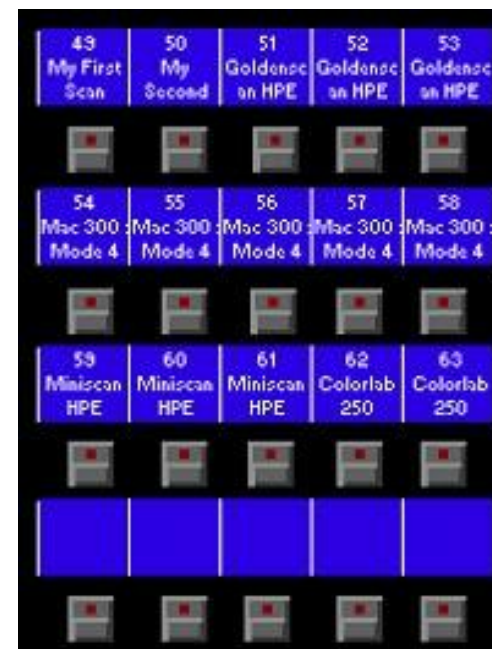 49 50 51 52 53
My First My Goldensc Goldensc Goldensc
Scan Second an HPE an HPE an HPE
54 55 56 57 58
Mac 300 : Mac 300 : Mac 300 : Mac 300 : Mac 300 :
Mode 4 Mode 4 Mode 4 Mode 4 Mode 4
59 60 61 62 63
Miniscan Miniscan Miniscan Colorlab Colorlab
HPE HPE HPE 250 250